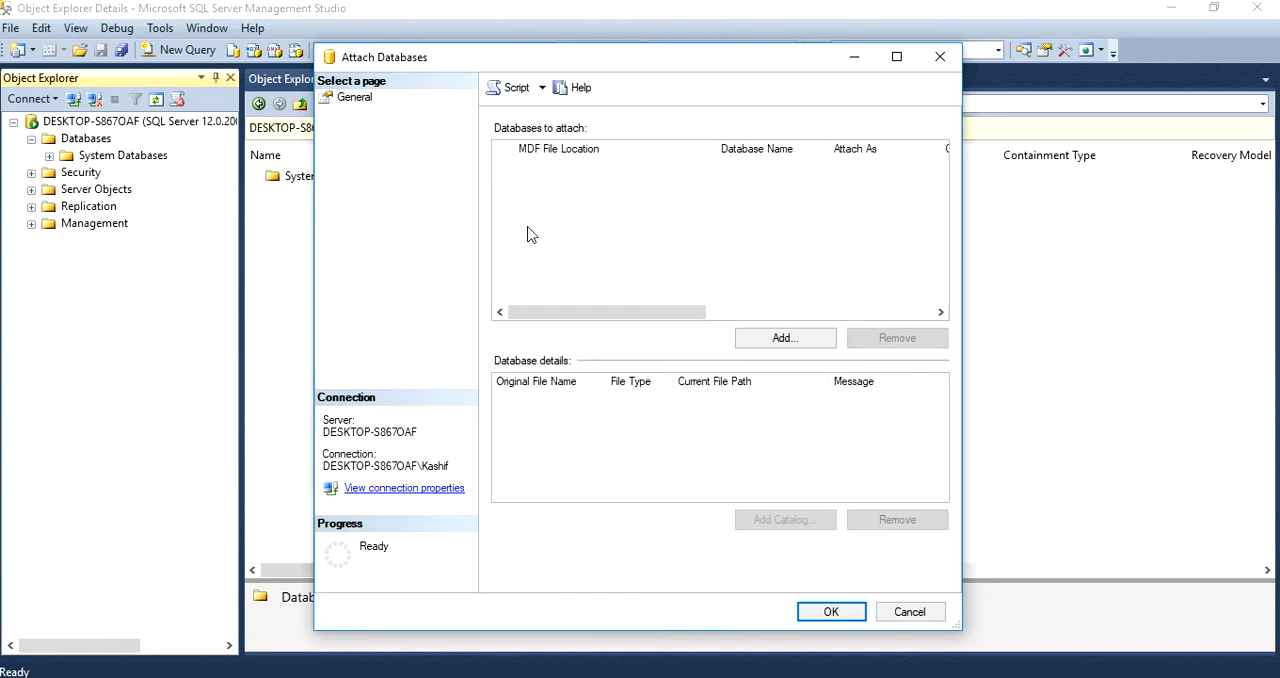 Object Explorer Details - Microsoft SQL Server Management Studio
File Edit View Debug Tools Window Help
New Query
Object Explorer
Connect
DESKTOP-S867OAF (SQL Server 12.0.200
Databases
System Databases
Security
Server Objects
Replication
Management
Object Explor
DESKTOP-S8
Name Containment Type Recovery Model
Syster
Datab
Attach Databases
Select a page
General
Script Help
Databases to attach:
MDF File Location Database Name Attach As
Add... Remove
Database details:
Original File Name File Type Current File Path Message
Add Catalog... Remove
Connection
Server:
DESKTOP-S867OAF
Connection:
DESKTOP-S867OAF\Kashif
View connection properties
Progress
Ready
OK Cancel
Ready